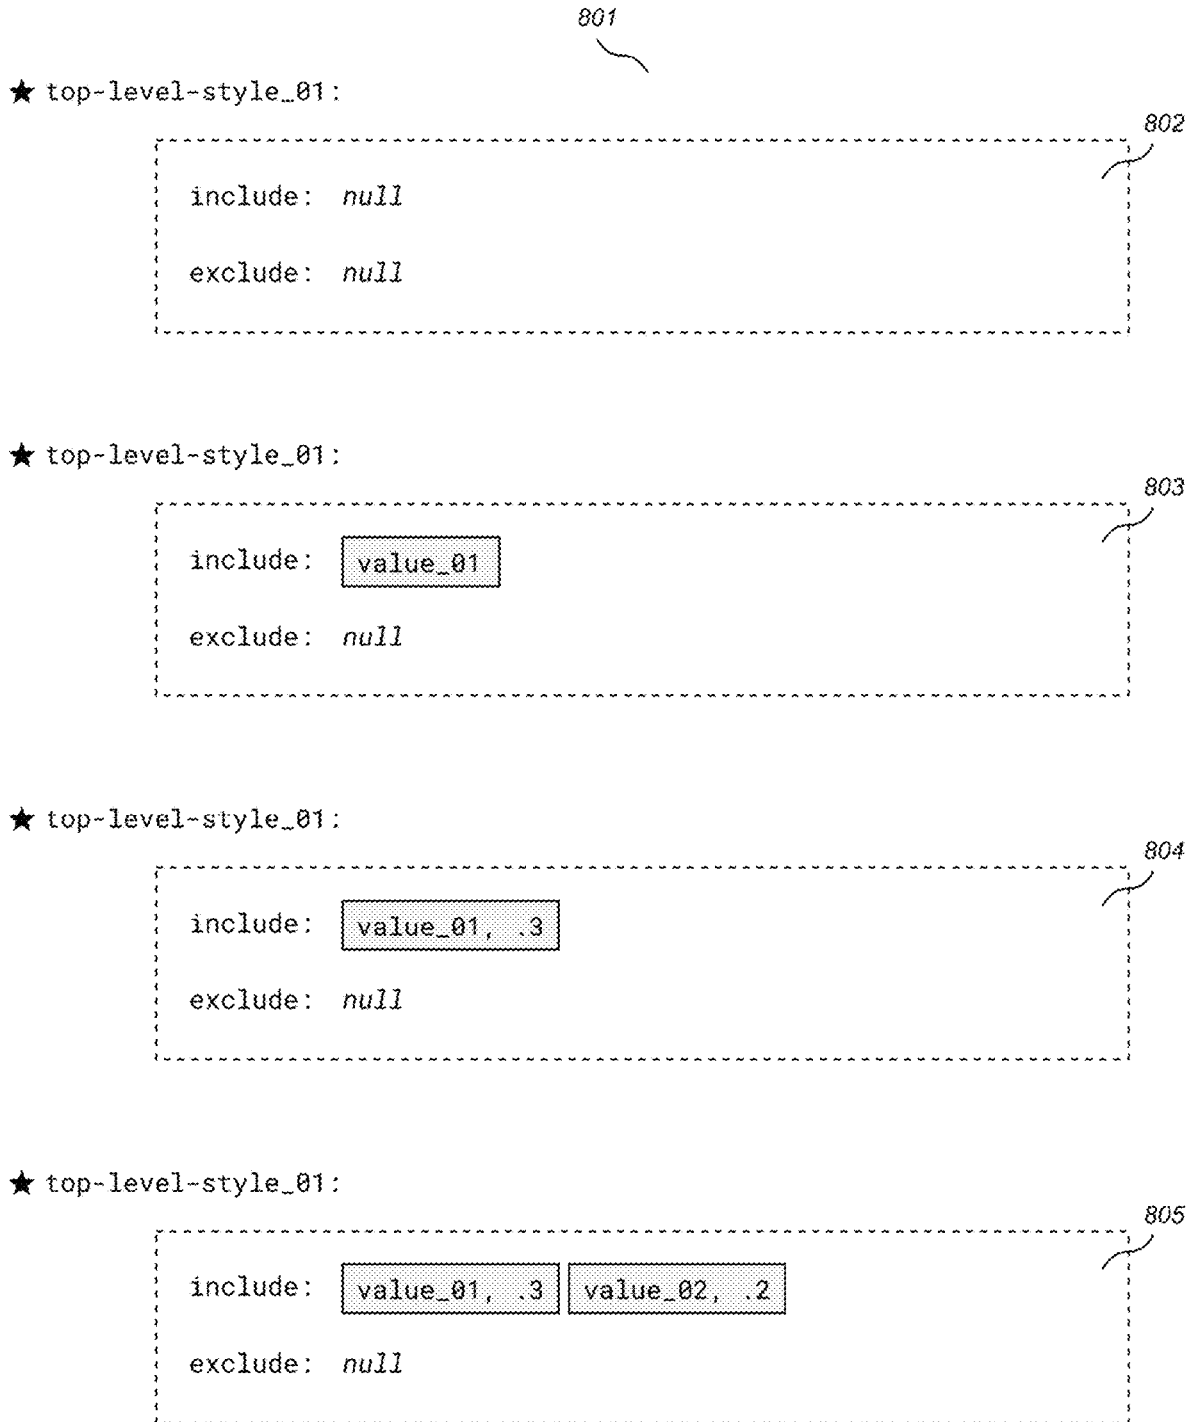 801
★ top-level-style_01:
802
include: null
exclude: null
★ top-level-style_01:
803
include: value_01
exclude: null
★ top-level-style_01:
804
include: value_01, .3
exclude: null
★ top-level-style_01:
805
include: value_01, .3 value_02, .2
exclude: null